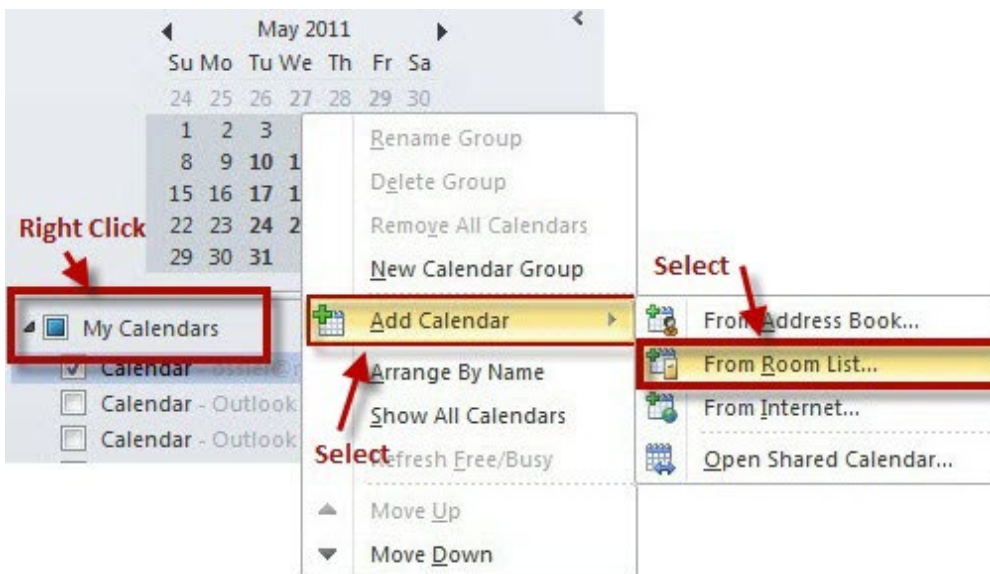 May 2011
Su Mo Tu We Th Fr Sa
24 25 26 27 28 29 30
1 2 3
8 9 10 1
15 16 17 1
22 23 24 2
29 30 31
Right Click
My Calendars
Calendar
Calendar - Outlook
Calendar - Outlook
Rename Group
Delete Group
Remove All Calendars
New Calendar Group
Add Calendar
Arrange By Name
Show All Calendars
Select
Refresh Free/Busy
Move Up
Move Down
Select
From Address Book...
From Room List...
From Internet...
Open Shared Calendar...